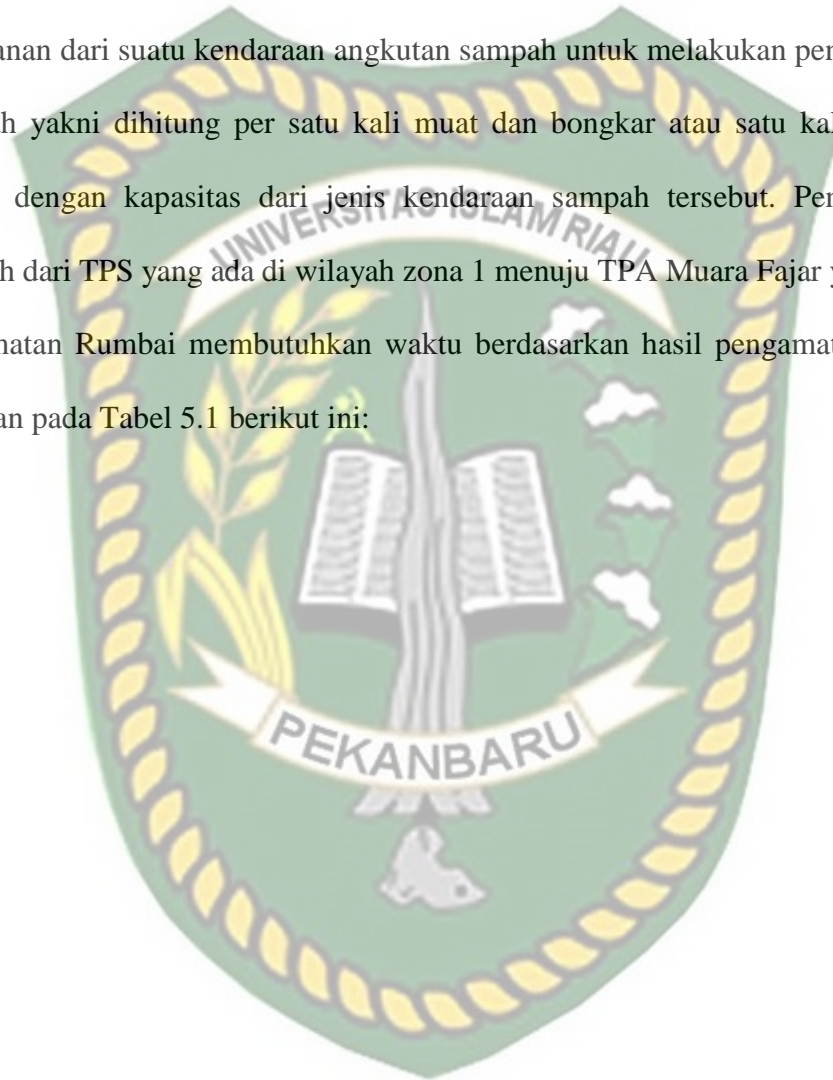 anan dari suatu kendaraan angkutan sampah untuk melakukan per
h yakni dihitung per satu kali muat dan bongkar atau satu kal
dengan kapasitas dari jenis kendaraan sampah tersebut. Per
UNIVERSITAS ISLAM RIAU
h dari TPS yang ada di wilayah zona 1 menuju TPA Muara Fajar y
natan Rumbai membutuhkan waktu berdasarkan hasil pengamat
an pada Tabel 5.1 berikut ini:
PEKANBARU